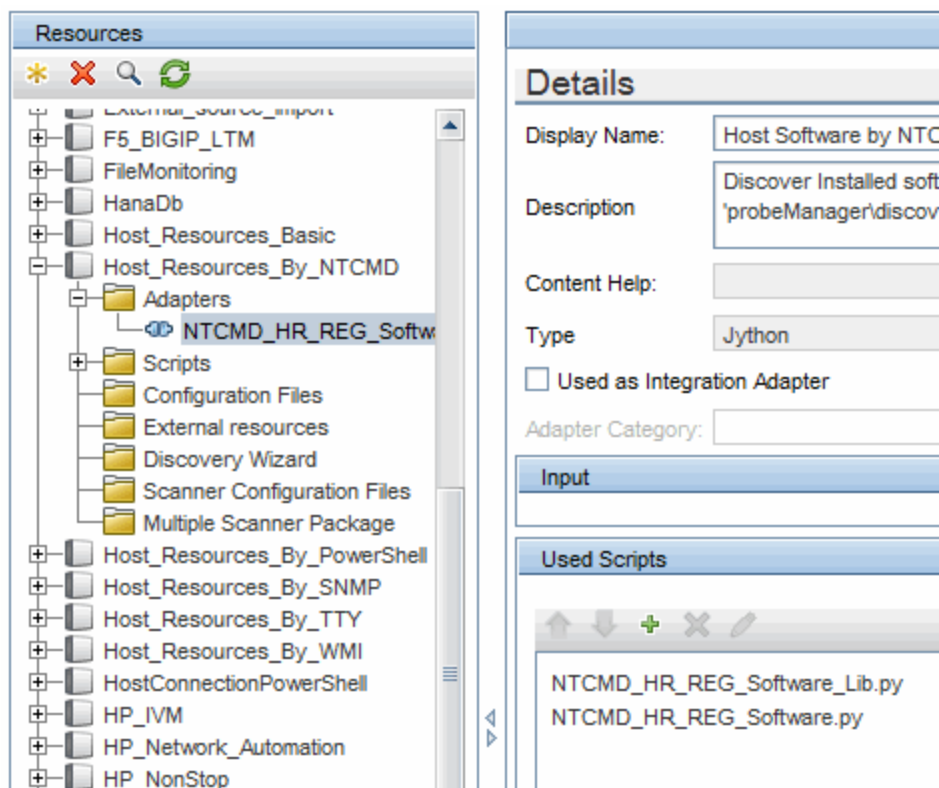 Resources
External_source_import
F5_BIGIP_LTM
FileMonitoring
HanaDb
Host_Resources_Basic
Host_Resources_By_NTCMD
Adapters
NTCMD_HR_REG_Softw
Scripts
Configuration Files
External resources
Discovery Wizard
Scanner Configuration Files
Multiple Scanner Package
Host_Resources_By_PowerShell
Host_Resources_By_SNMP
Host_Resources_By_TTY
Host_Resources_By_WMI
HostConnectionPowerShell
HP_IVM
HP_Network_Automation
HP_NonStop
Details
Display Name: Host Software by NTC
Description Discover Installed soft
'probeManager\discov
Content Help:
Type Jython
Used as Integration Adapter
Adapter Category:
Input
Used Scripts
NTCMD_HR_REG_Software_Lib.py
NTCMD_HR_REG_Software.py